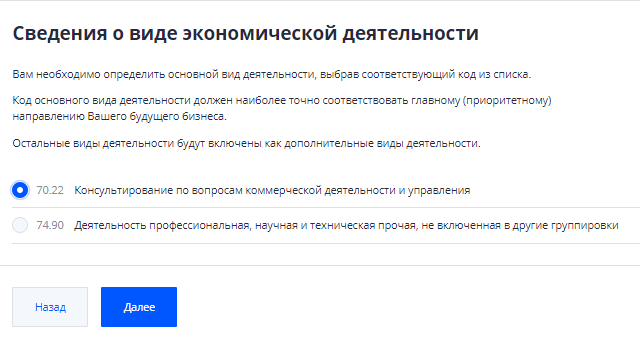 Сведения о виде экономической деятельности
Вам необходимо определить основной вид деятельности, выбрав соответствующий код из списка.
Код основного вида деятельности должен наиболее точно соответствовать главному (приоритетному)
направлению Вашего будущего бизнеса.
Остальные виды деятельности будут включены как дополнительные виды деятельности.
70.22 Консультирование по вопросам коммерческой деятельности и управления
74.90 Деятельность профессиональная, научная и техническая прочая, не включенная в другие группировки
Назад Далее